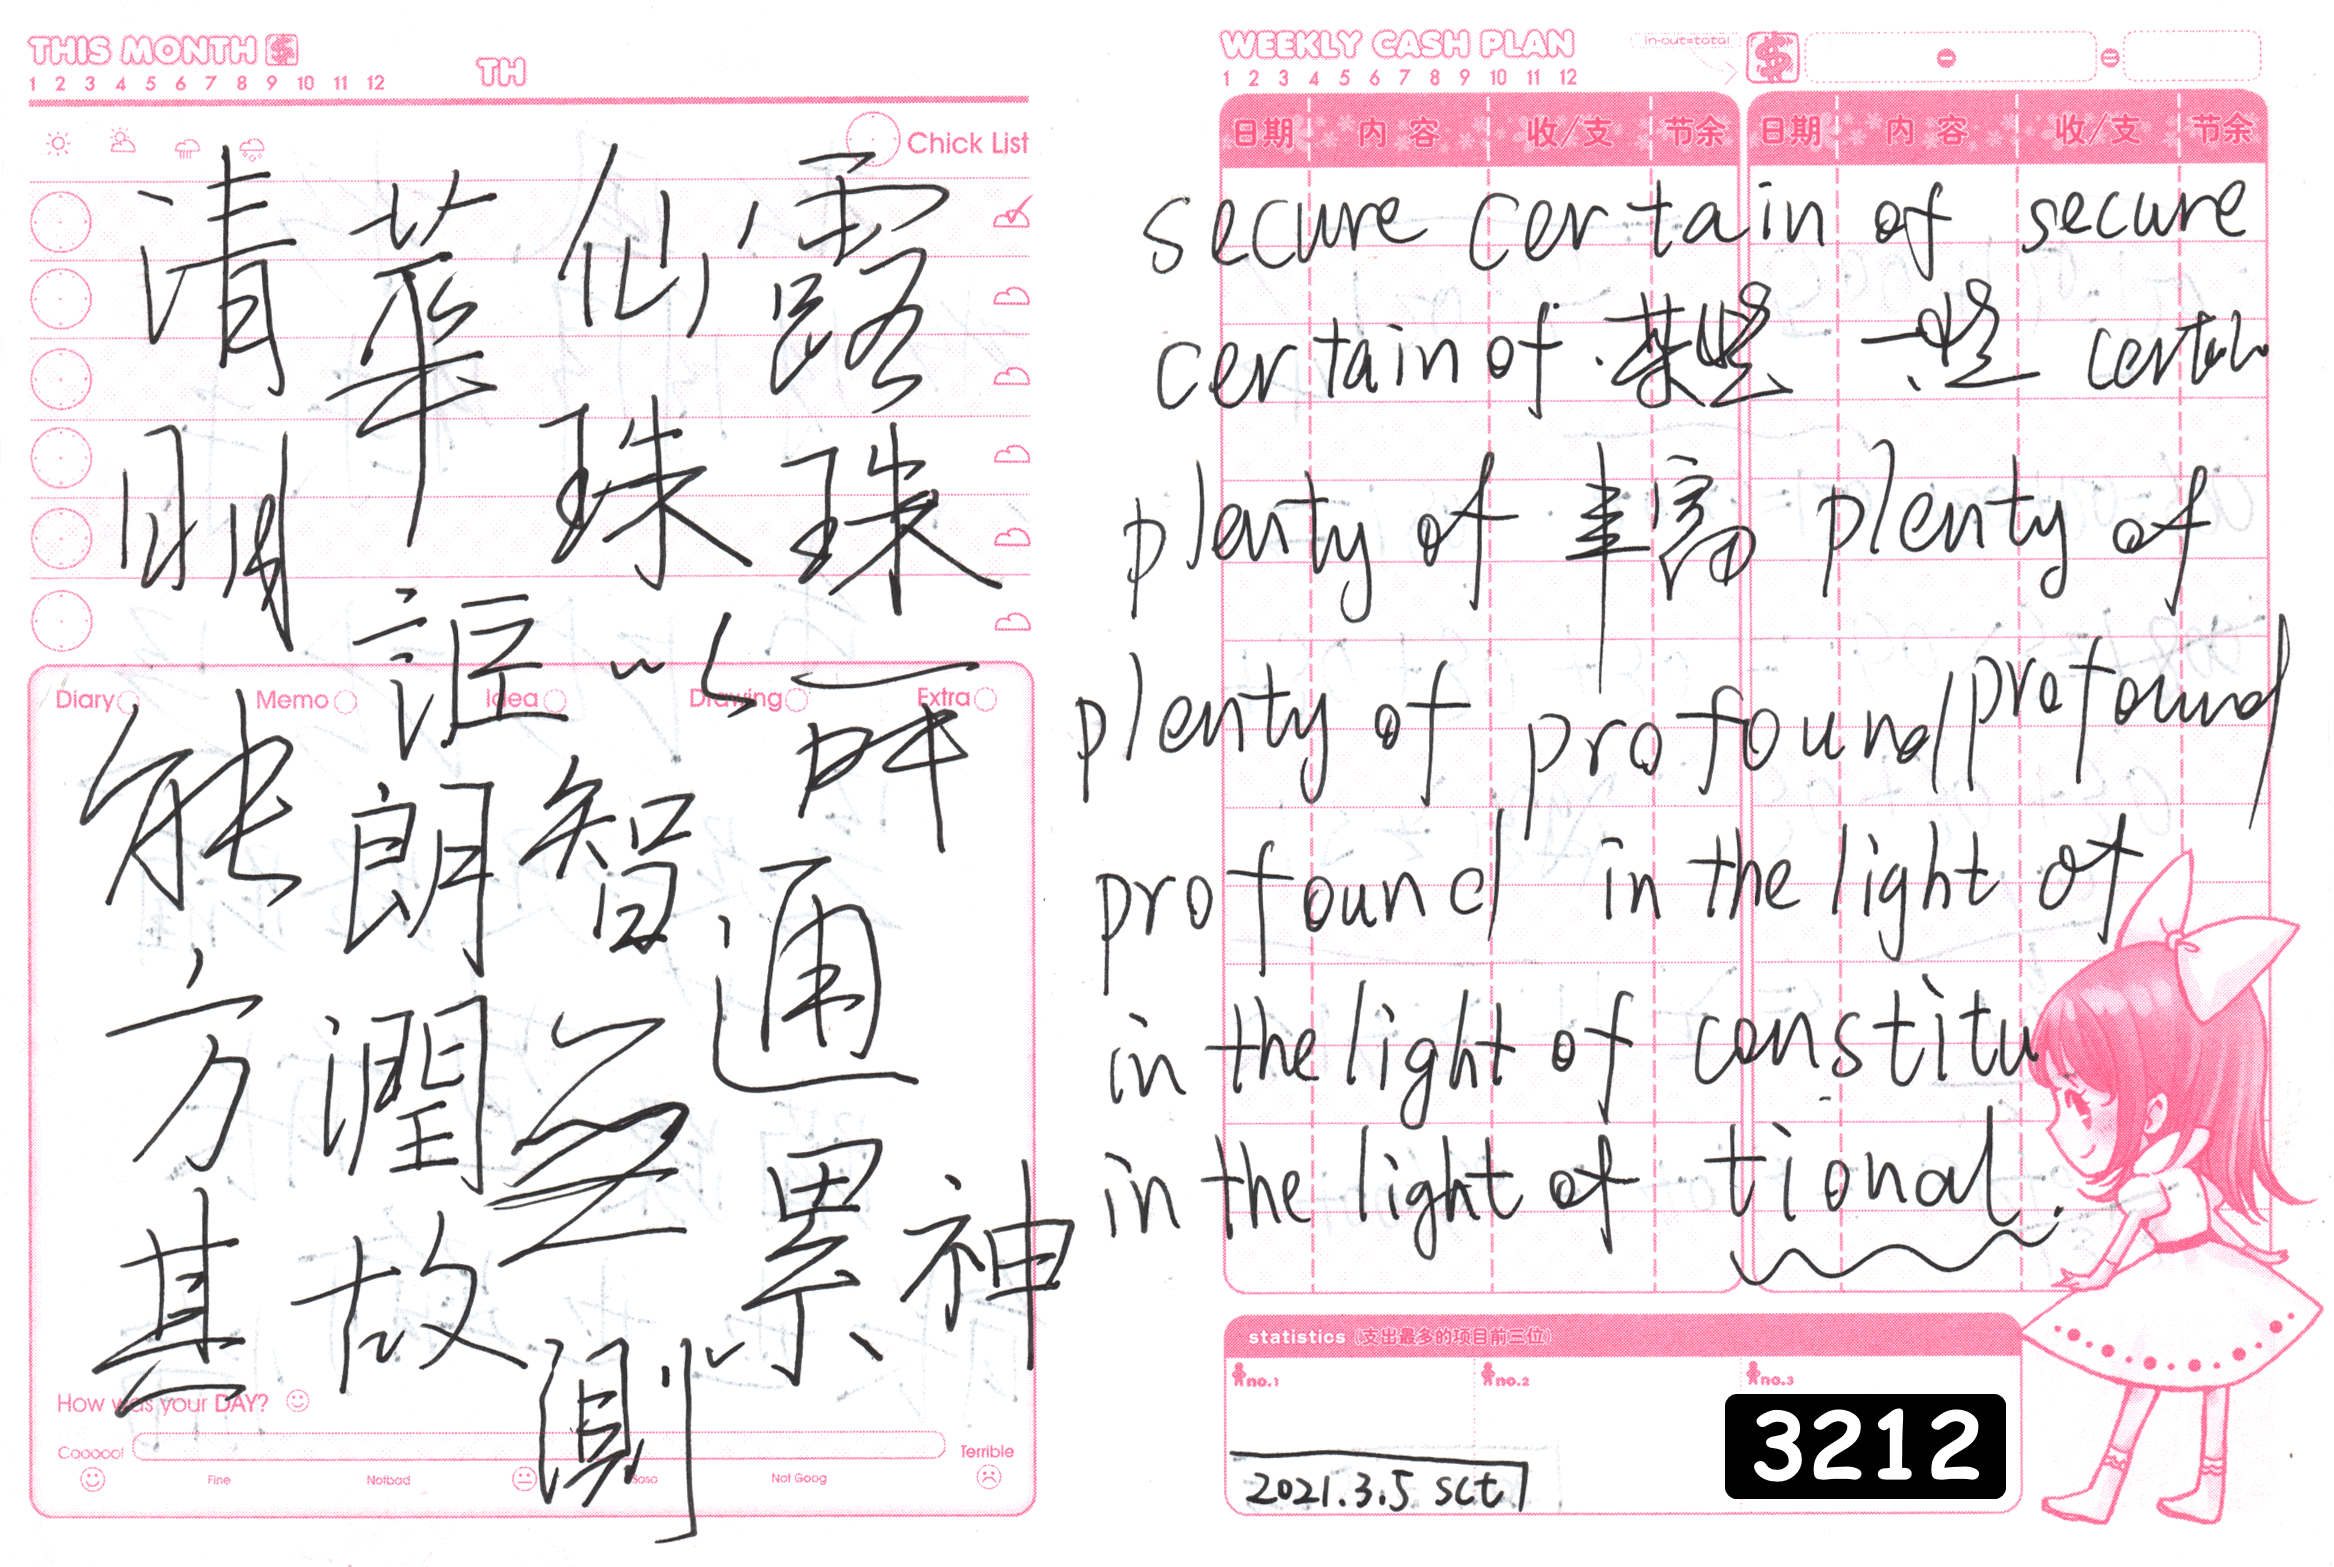 THIS MONTH $
TH
1 2 3 4 5 6 7 8 9 10 11 12
Chick List
清華仙露
明珠珠
詎以
能朗智
方潤之通
其故
測累神
Diary Memo Idea Drawing Extra
How was your DAY?
Cooool Fine Notbad Soso Not Goog Terrible
WEEKLY CASH PLAN
in-out=total
1 2 3 4 5 6 7 8 9 10 11 12
日期 内容 收/支 节余 日期 内容 收/支 节余
secure certain of secure
certain of 某些 一些 certain
plenty of 丰富 plenty of
plenty of profound profound
profound in the light of
in the light of constitu
in the light of tional.
statistics (支出最多的项目前三位)
no.1 no.2 no.3
2021.3.5 sct
3212